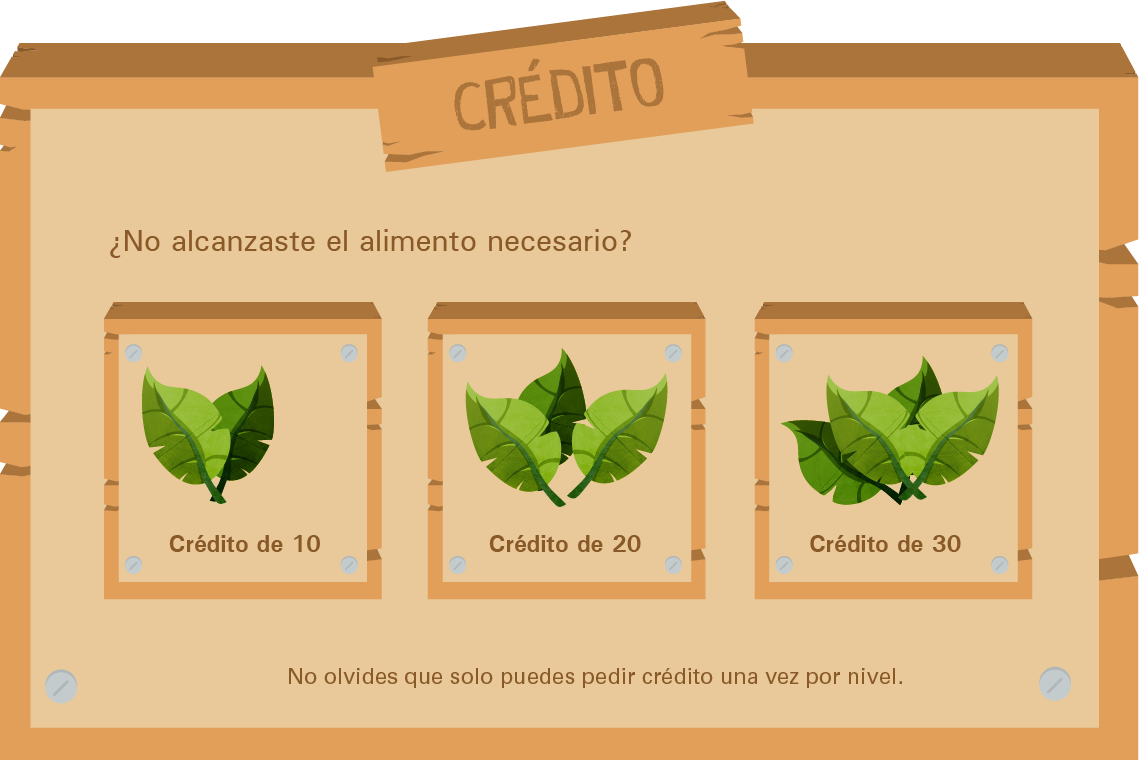 CRÉDITO
¿No alcanzaste el alimento necesario?
Crédito de 10
Crédito de 20
Crédito de 30
No olvides que solo puedes pedir crédito una vez por nivel.